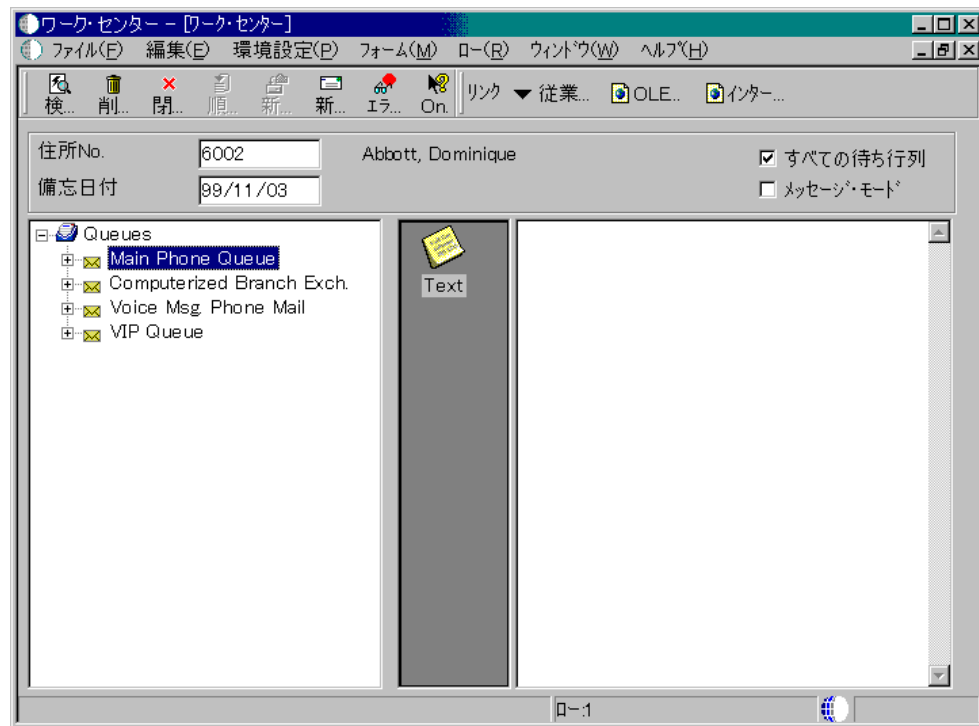 ワーク・センター - [ワーク・センター]
ファイル(F) 編集(E) 環境設定(P) フォーム(M) ロー(R) ウィンドウ(W) ヘルプ(H)
検... 削... 閉... 順... 新... 新... エラ... On. リンク ▼ 従業... OLE... インター...
住所No. 6002 Abbott, Dominique すべての待ち行列
備忘日付 99/11/03 メッセージ・モード
Queues
Main Phone Queue
Computerized Branch Exch.
Voice Msg. Phone Mail
VIP Queue
Text
ロー:1